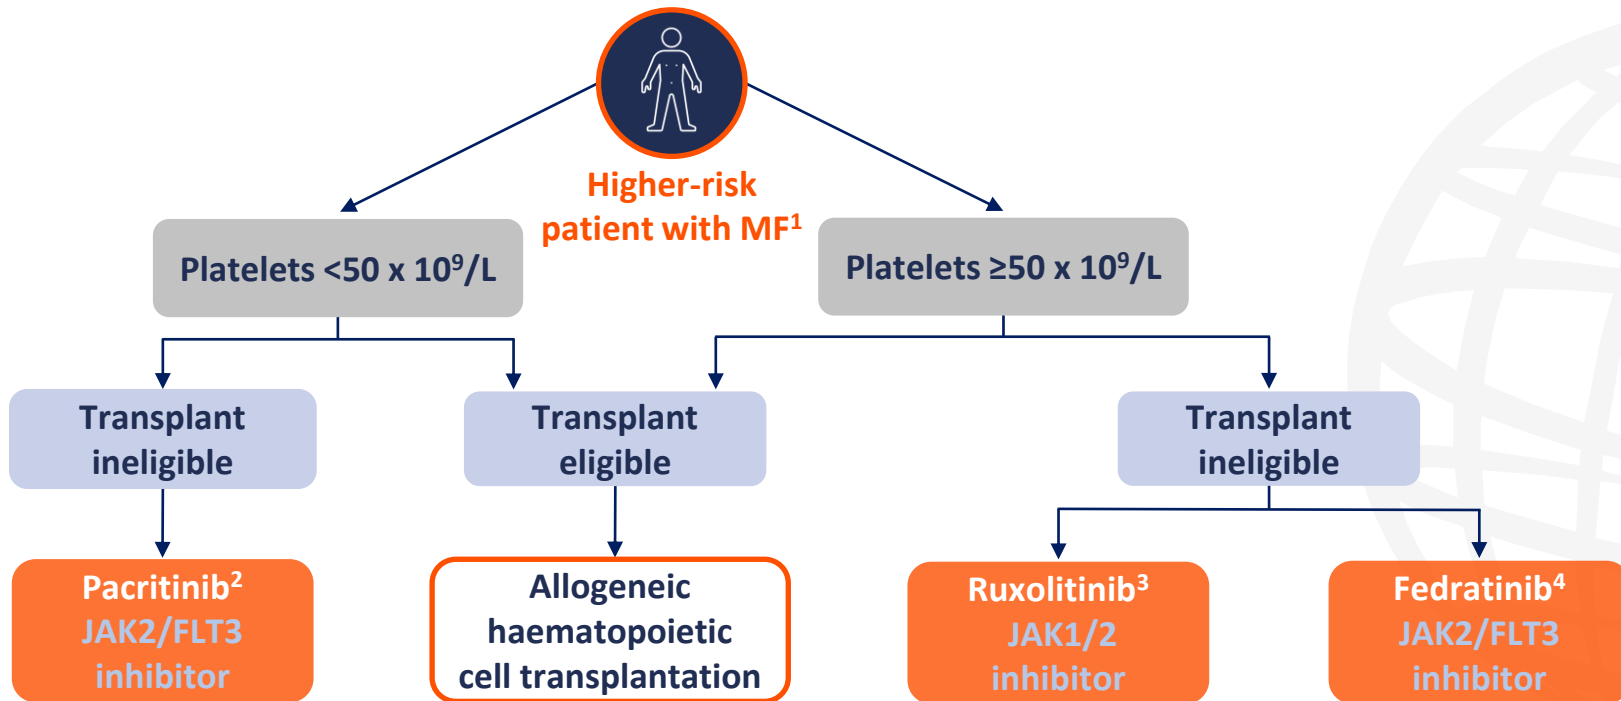 Higher-risk
patient with MF¹
Platelets <50 x 10⁹/L
Platelets ≥50 x 10⁹/L
Transplant
ineligible
Transplant
eligible
Transplant
ineligible
Pacritinib²
JAK2/FLT3
inhibitor
Allogeneic
haematopoietic
cell transplantation
Ruxolitinib³
JAK1/2
inhibitor
Fedratinib⁴
JAK2/FLT3
inhibitor